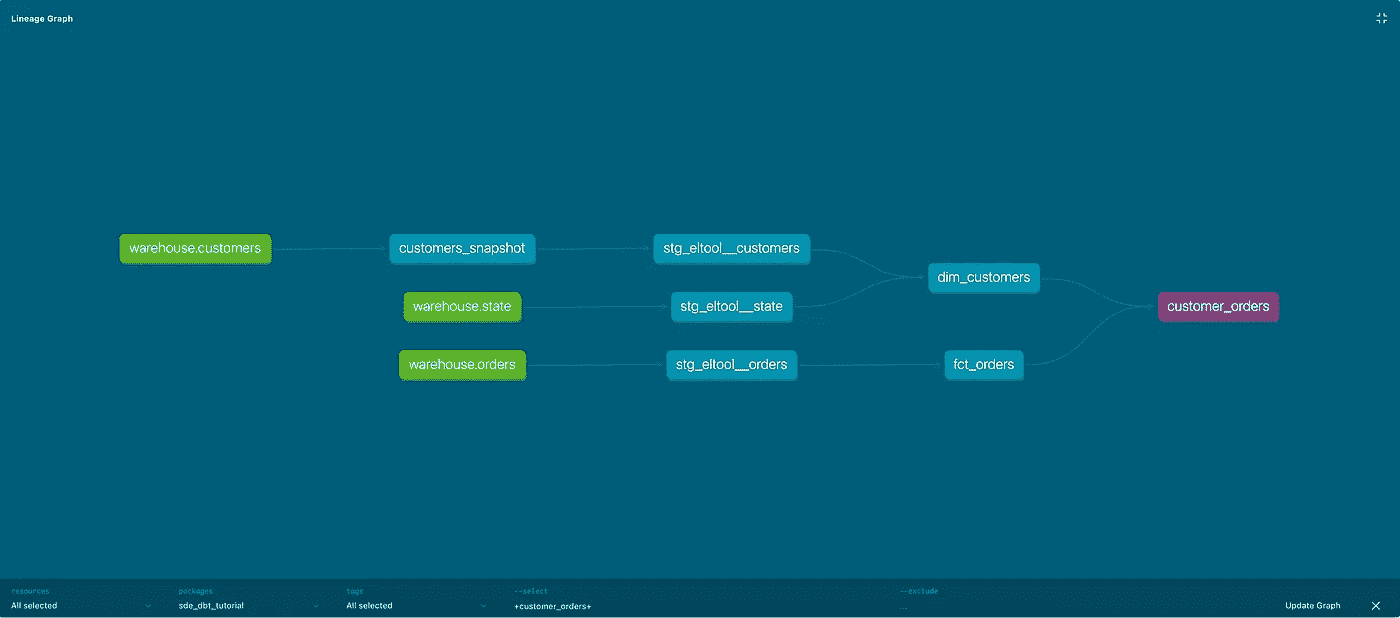 Lineage Graph
warehouse.customers
customers_snapshot
stg_eltool__customers
dim_customers
warehouse.state
stg_eltool__state
customer_orders
warehouse.orders
stg_eltool__orders
fct_orders
resources
All selected
packages
sde_dbt_tutorial
tags
All selected
--select
+customer_orders+
--exclude
...
Update Graph